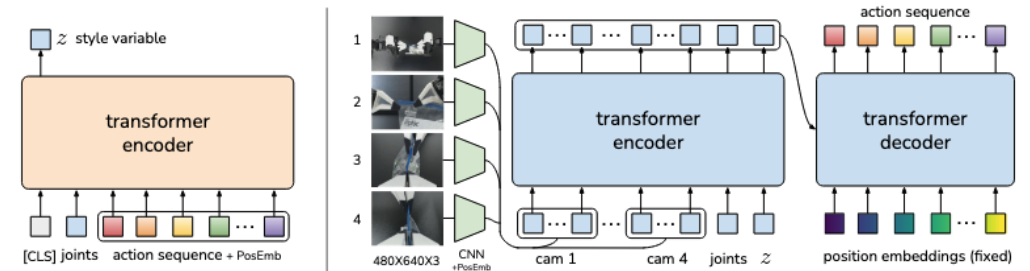 z style variable
transformer
encoder
[CLS] joints action sequence + PosEmb
1
2
3
4
480X640X3
CNN
+PosEmb
transformer
encoder
cam 1 cam 4 joints z
action sequence
transformer
decoder
position embeddings (fixed)